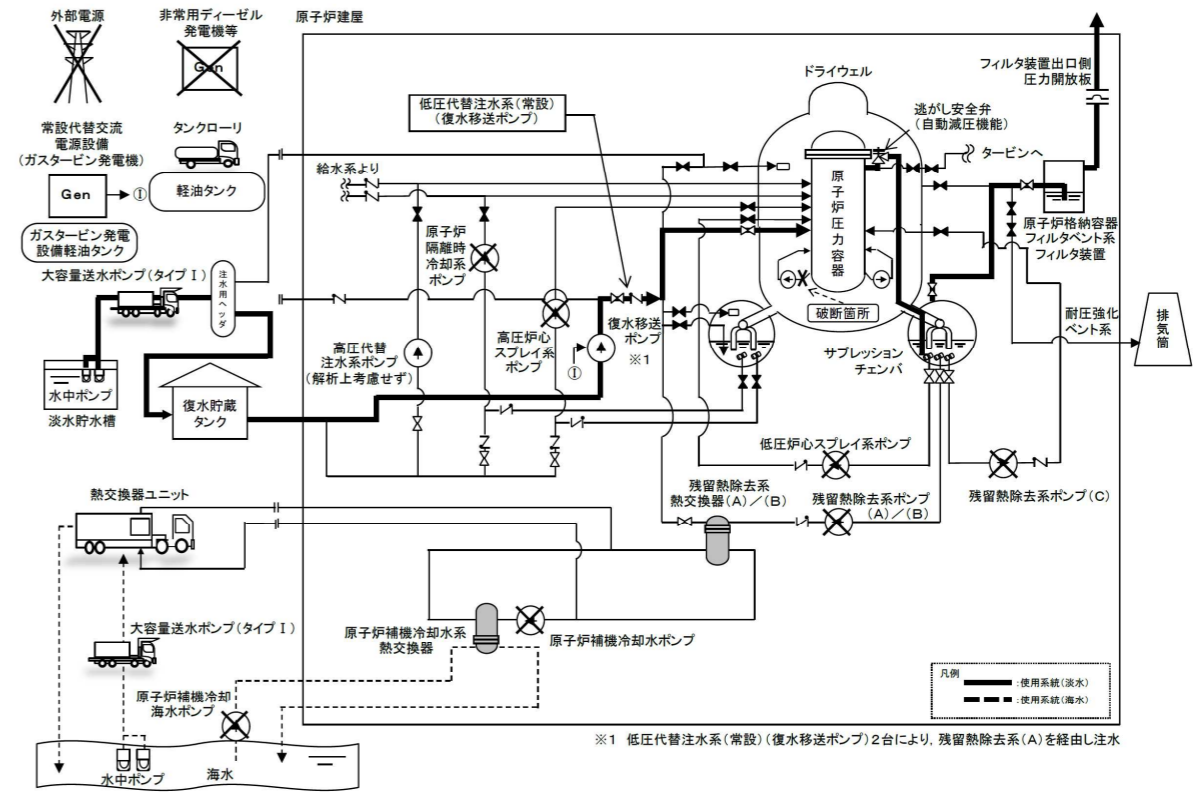 外部電源
非常用ディーゼル
発電機等
Gen
原子炉建屋
常設代替交流
電源設備
(ガスタービン発電機)
タンクローリ
Gen
①
軽油タンク
ガスタービン発電
設備軽油タンク
大容量送水ポンプ(タイプⅠ)
注水用ヘッダ
水中ポンプ
淡水貯水槽
復水貯蔵
タンク
低圧代替注水系(常設)
(復水移送ポンプ)
給水系より
原子炉
隔離時
冷却系
ポンプ
高圧代替
注水系ポンプ
(解析上考慮せず)
高圧炉心
スプレイ系
ポンプ
①
復水移送
ポンプ
※1
ドライウェル
逃がし安全弁
(自動減圧機能)
タービンへ
原子炉圧力容器
破断箇所
サプレッション
チェンバ
フィルタ装置出口側
圧力開放板
原子炉格納容器
フィルタベント系
フィルタ装置
耐圧強化
ベント系
排気筒
低圧炉心スプレイ系ポンプ
残留熱除去系
熱交換器(A)/(B)
残留熱除去系ポンプ
(A)/(B)
残留熱除去系ポンプ(C)
熱交換器ユニット
大容量送水ポンプ(タイプⅠ)
原子炉補機冷却水系
熱交換器
原子炉補機冷却水ポンプ
原子炉補機冷却
海水ポンプ
水中ポンプ
海水
凡例
:使用系統(淡水)
:使用系統(海水)
※1 低圧代替注水系(常設)(復水移送ポンプ)2台により,残留熱除去系(A)を経由し注水